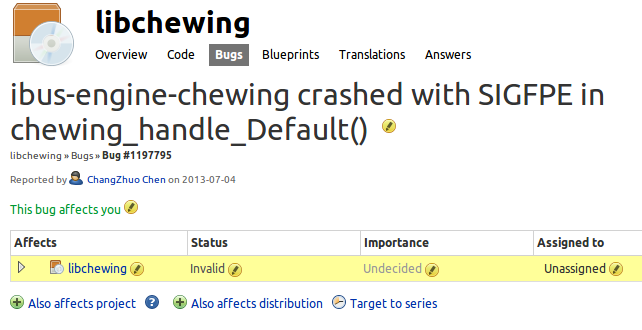 libchewing
Overview Code Bugs Blueprints Translations Answers
ibus-engine-chewing crashed with SIGFPE in
chewing_handle_Default()
libchewing » Bugs » Bug #1197795
Reported by ChangZhuo Chen on 2013-07-04
This bug affects you
Affects Status Importance Assigned to
libchewing Invalid Undecided Unassigned
Also affects project ? Also affects distribution Target to series